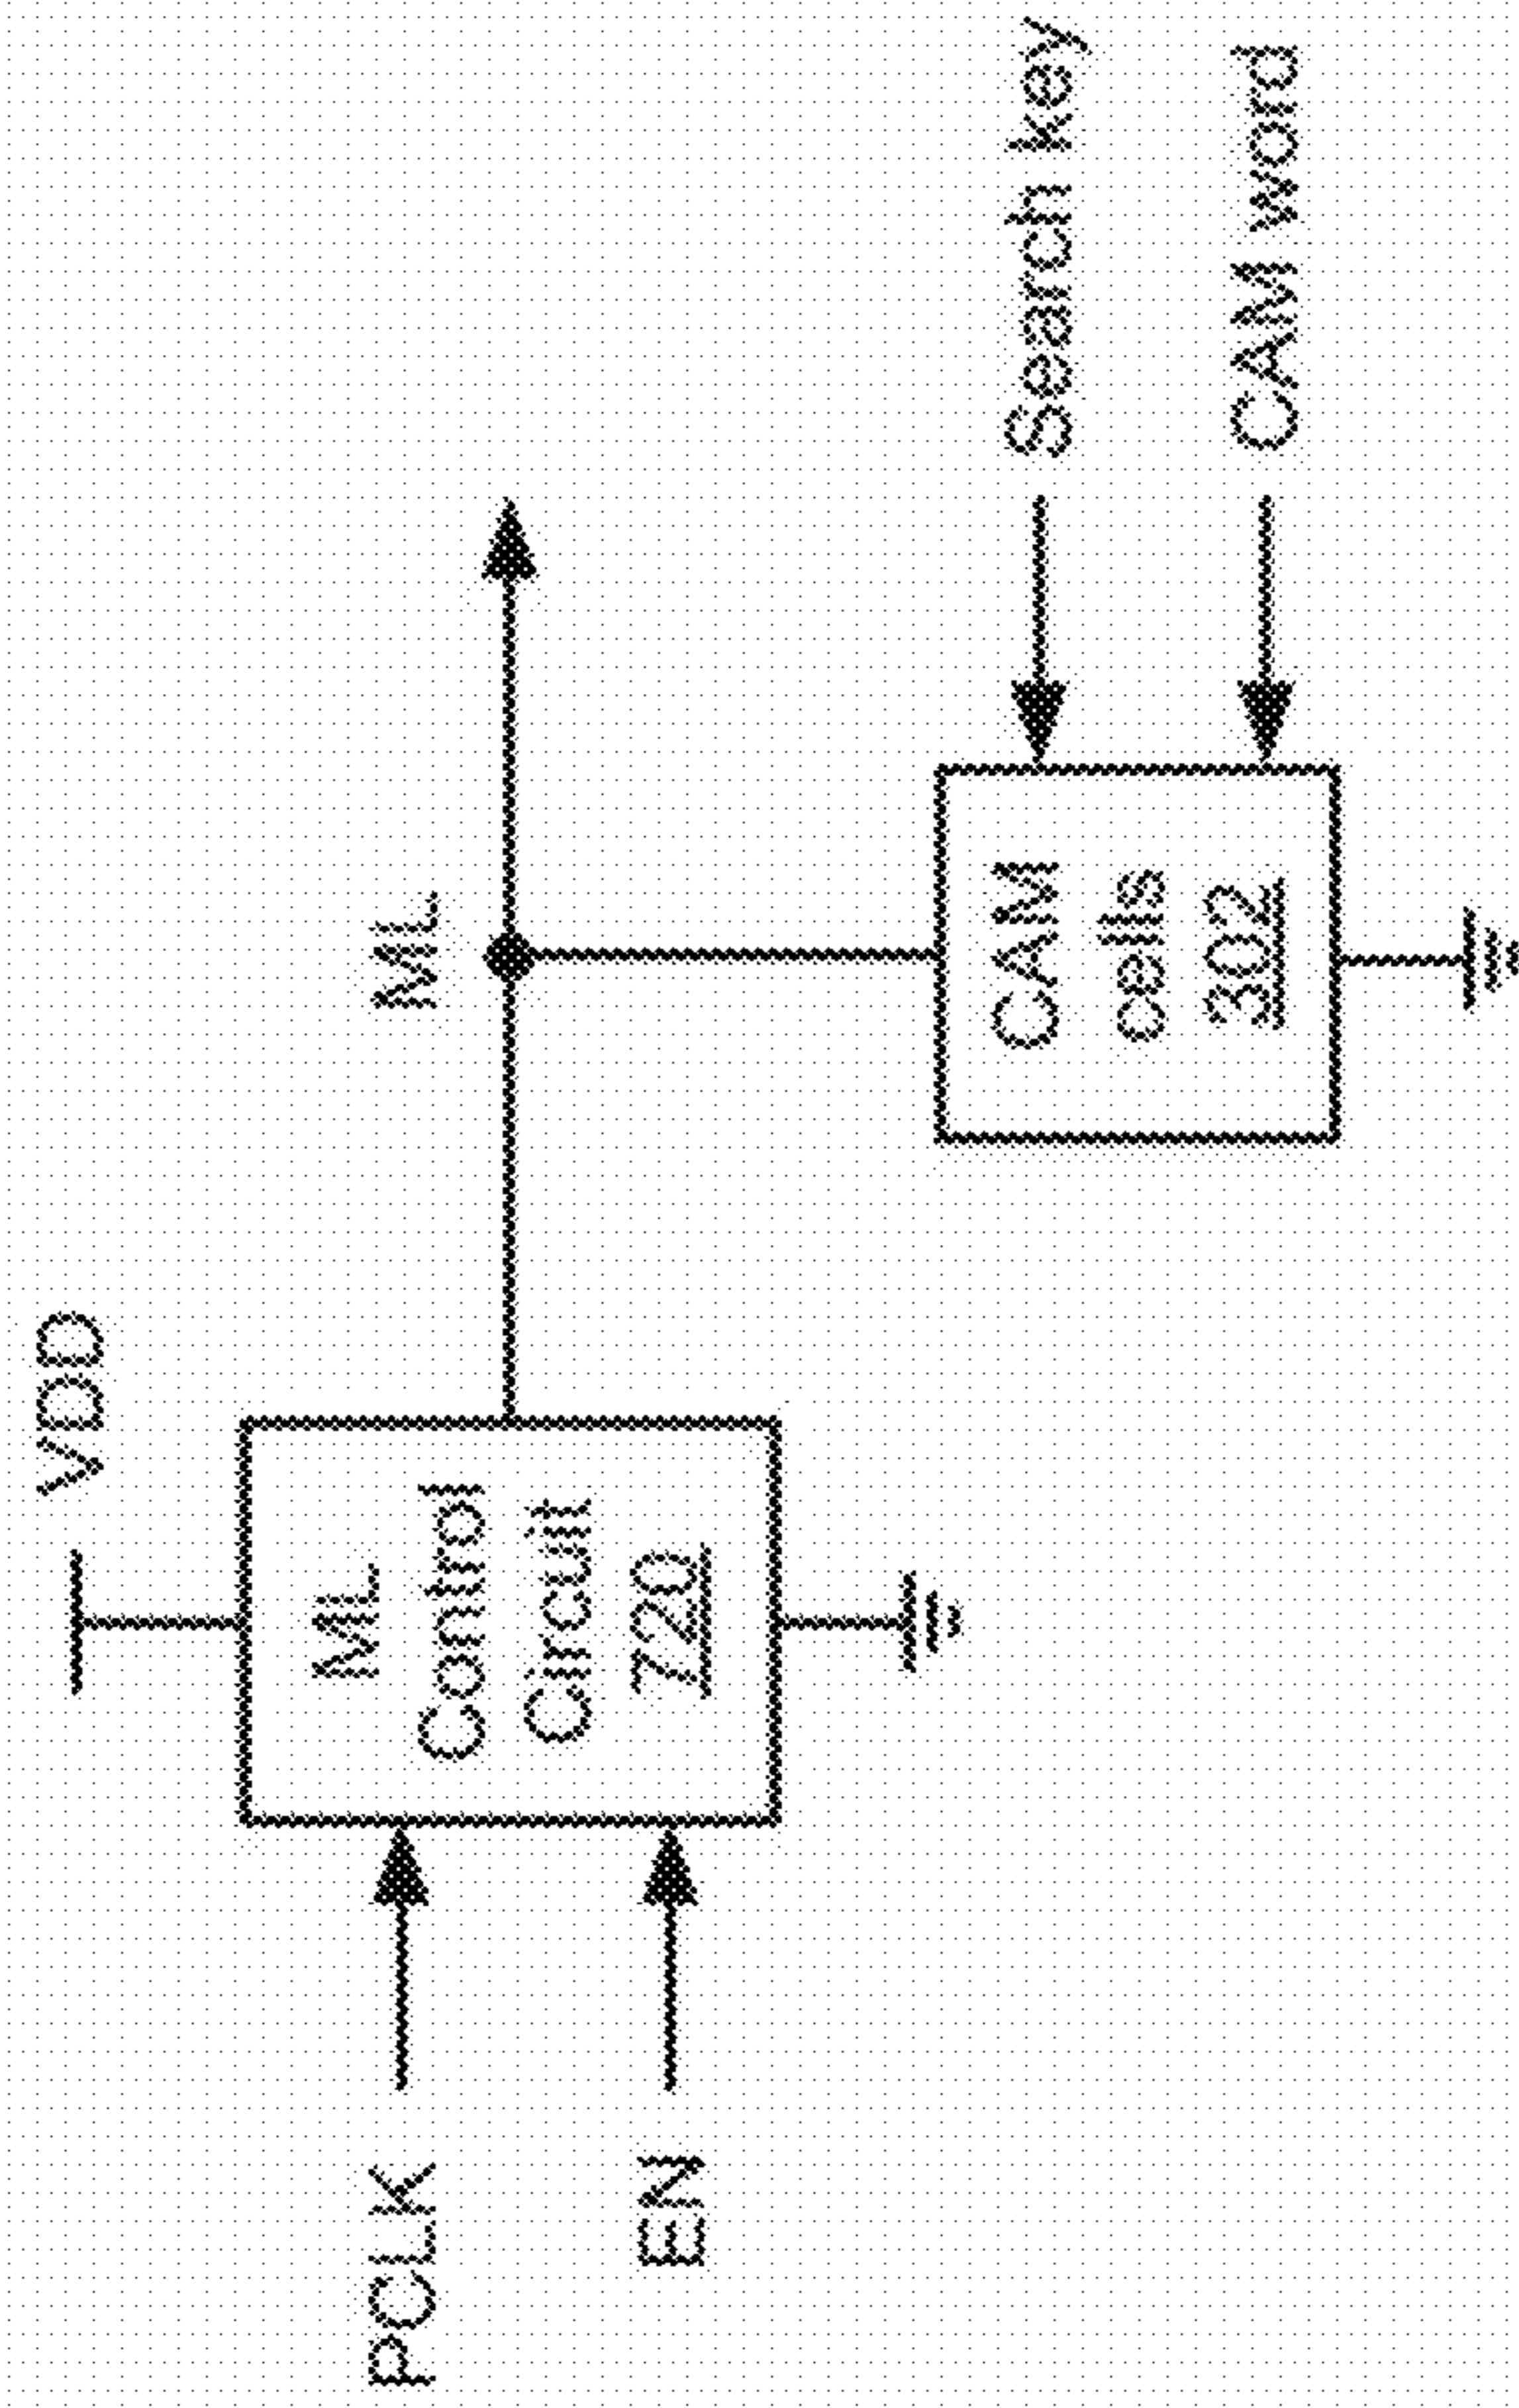 VDD
PCLK
EN
ML
Control
Circuit
720
ML
CAM
cells
302
Search key
CAM word